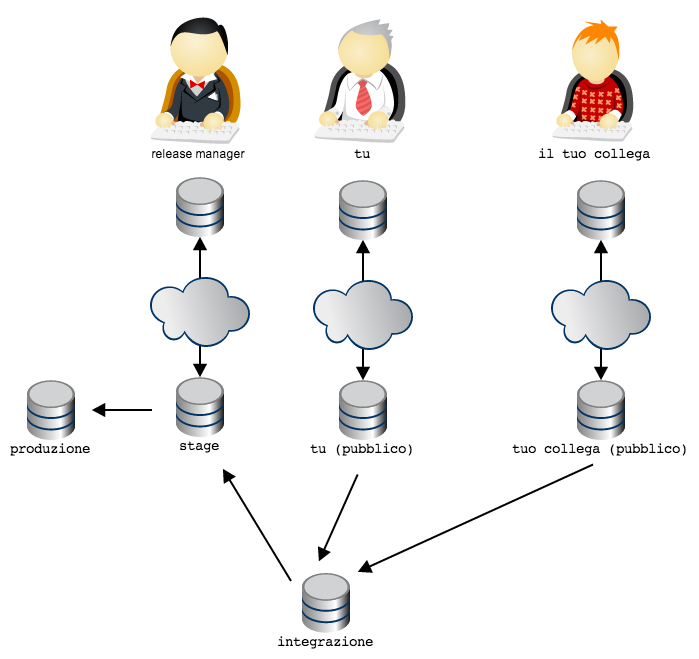 release manager
tu
il tuo collega
produzione
stage
tu (pubblico)
tuo collega (pubblico)
integrazione